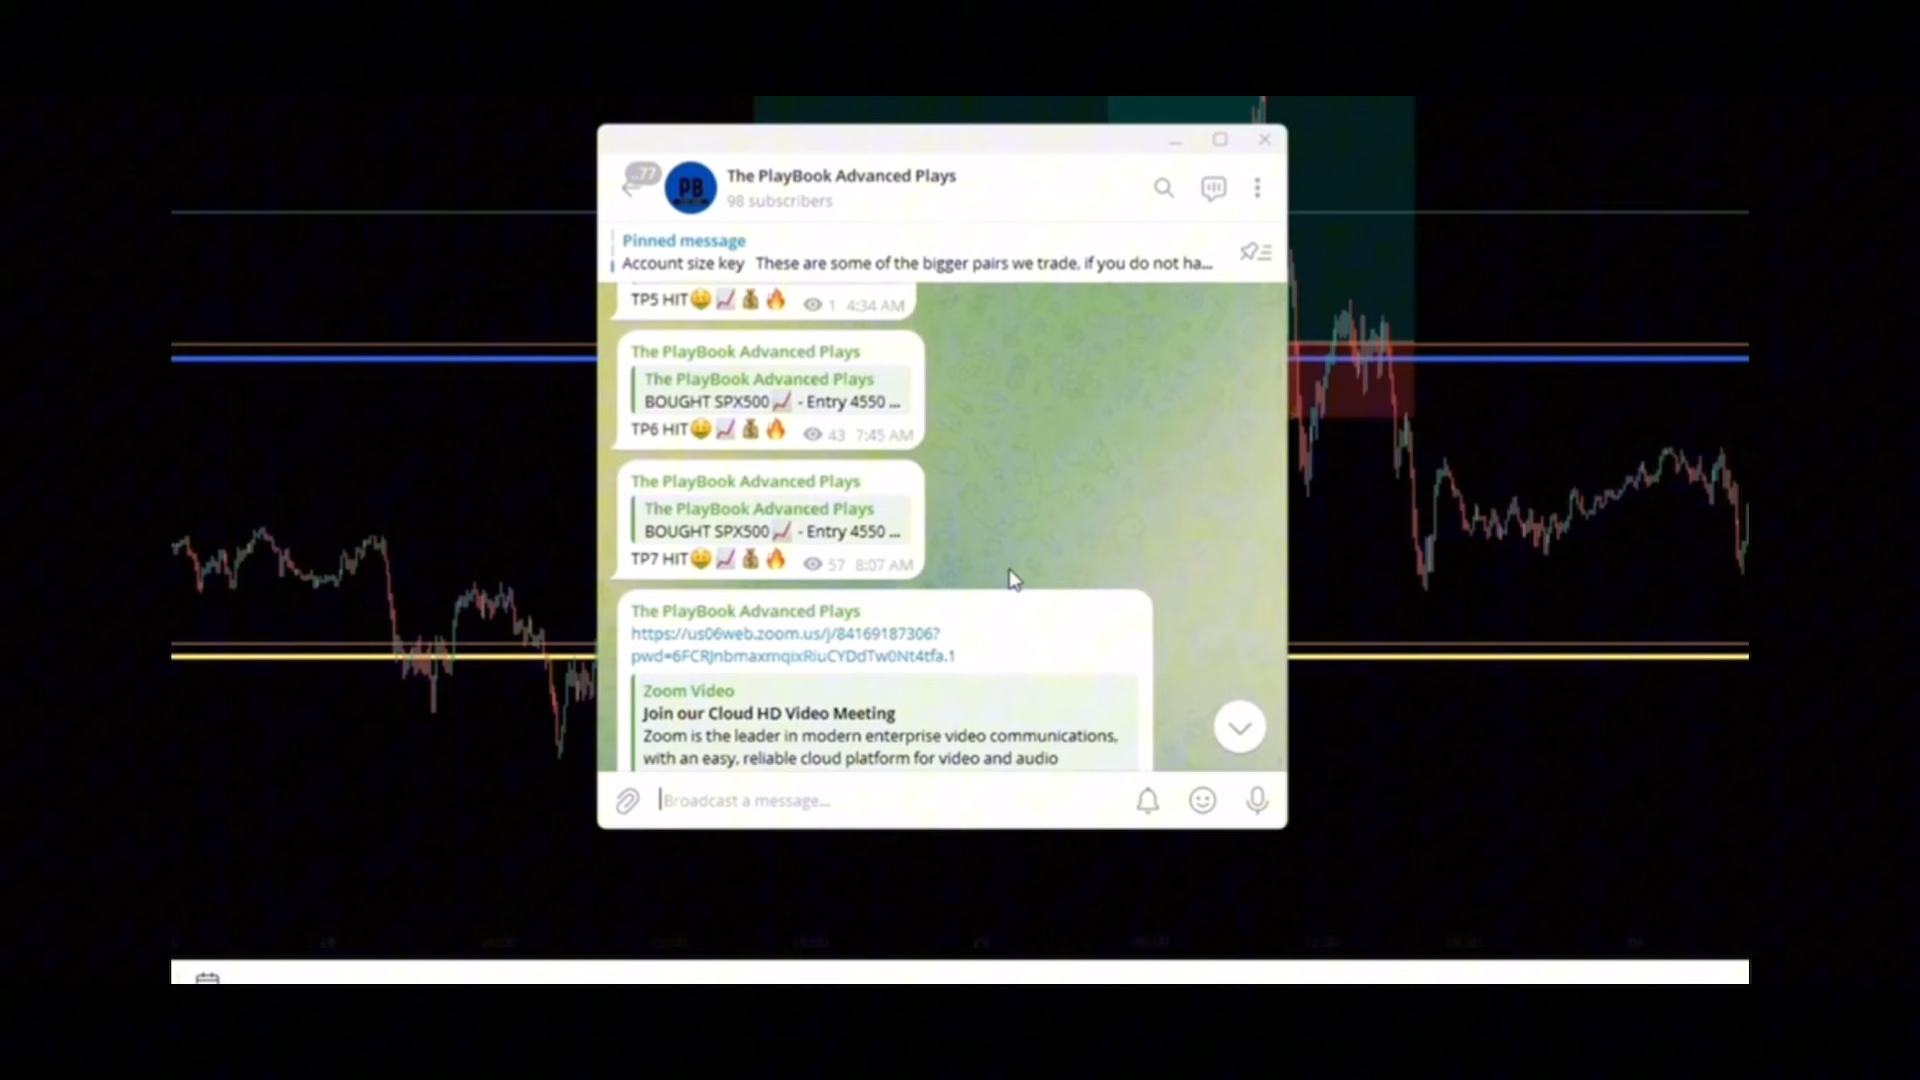 ..77
PB
The PlayBook Advanced Plays
98 subscribers
Pinned message
Account size key These are some of the bigger pairs we trade, if you do not ha...
TP5 HIT🤑📈💰🔥 1 4:34 AM
The PlayBook Advanced Plays
The PlayBook Advanced Plays
BOUGHT SPX500📈 - Entry 4550 ...
TP6 HIT🤑📈💰🔥 43 7:45 AM
The PlayBook Advanced Plays
The PlayBook Advanced Plays
BOUGHT SPX500📈 - Entry 4550 ...
TP7 HIT🤑📈💰🔥 57 8:07 AM
The PlayBook Advanced Plays
https://us06web.zoom.us/j/84169187306?
pwd=6FCRJnbmaxmqixRiuCYDdTw0Nt4tfa.1
Zoom Video
Join our Cloud HD Video Meeting
Zoom is the leader in modern enterprise video communications,
with an easy, reliable cloud platform for video and audio
Broadcast a message...